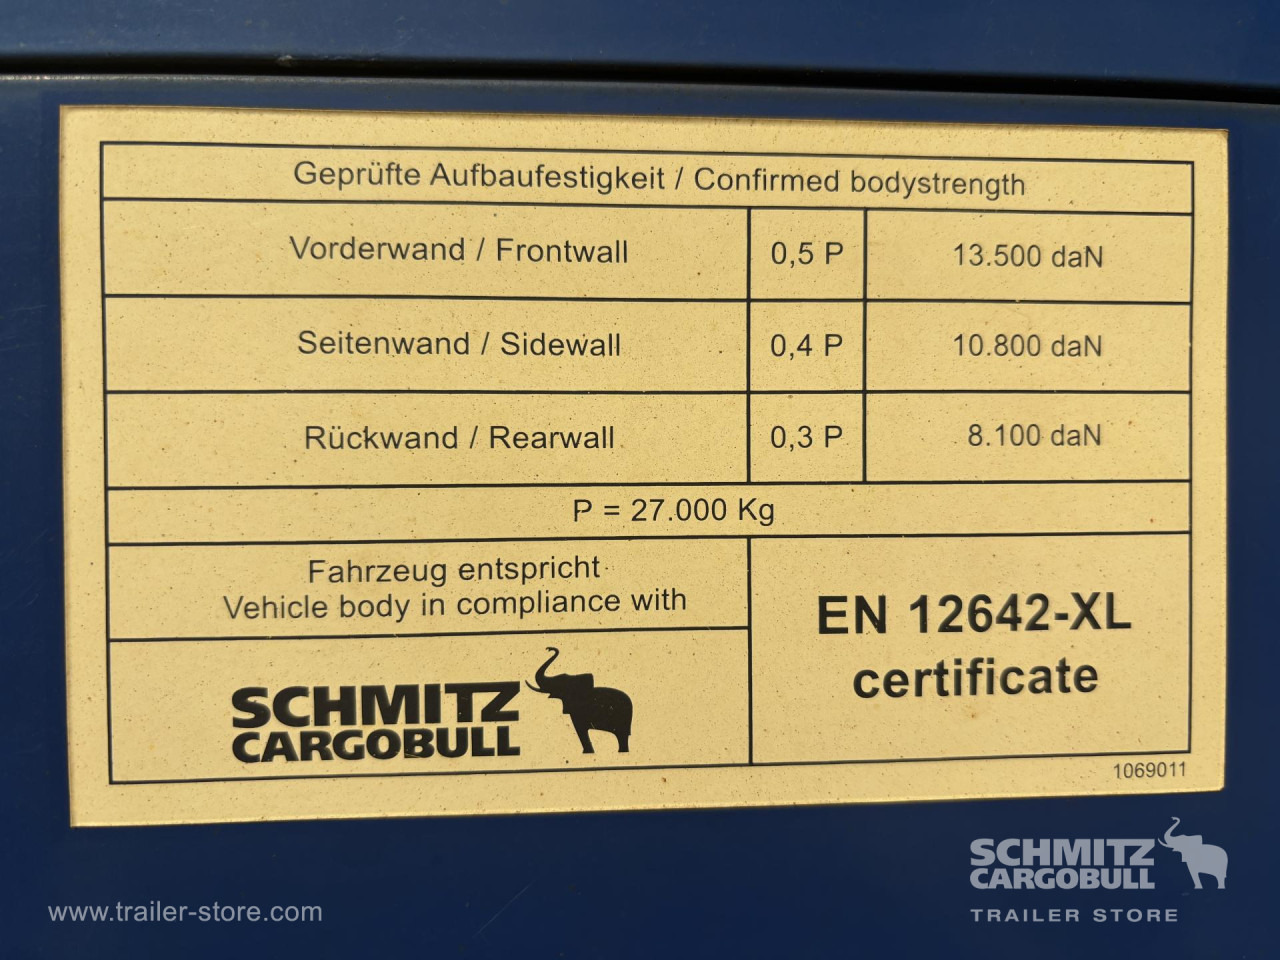 Geprüfte Aufbaufestigkeit / Confirmed bodystrength
Vorderwand / Frontwall 0,5 P 13.500 daN
Seitenwand / Sidewall 0,4 P 10.800 daN
Rückwand / Rearwall 0,3 P 8.100 daN
P = 27.000 Kg
Fahrzeug entspricht
Vehicle body in compliance with
EN 12642-XL
certificate
SCHMITZ
CARGOBULL
1069011
www.trailer-store.com
SCHMITZ
CARGOBULL
TRAILER STORE